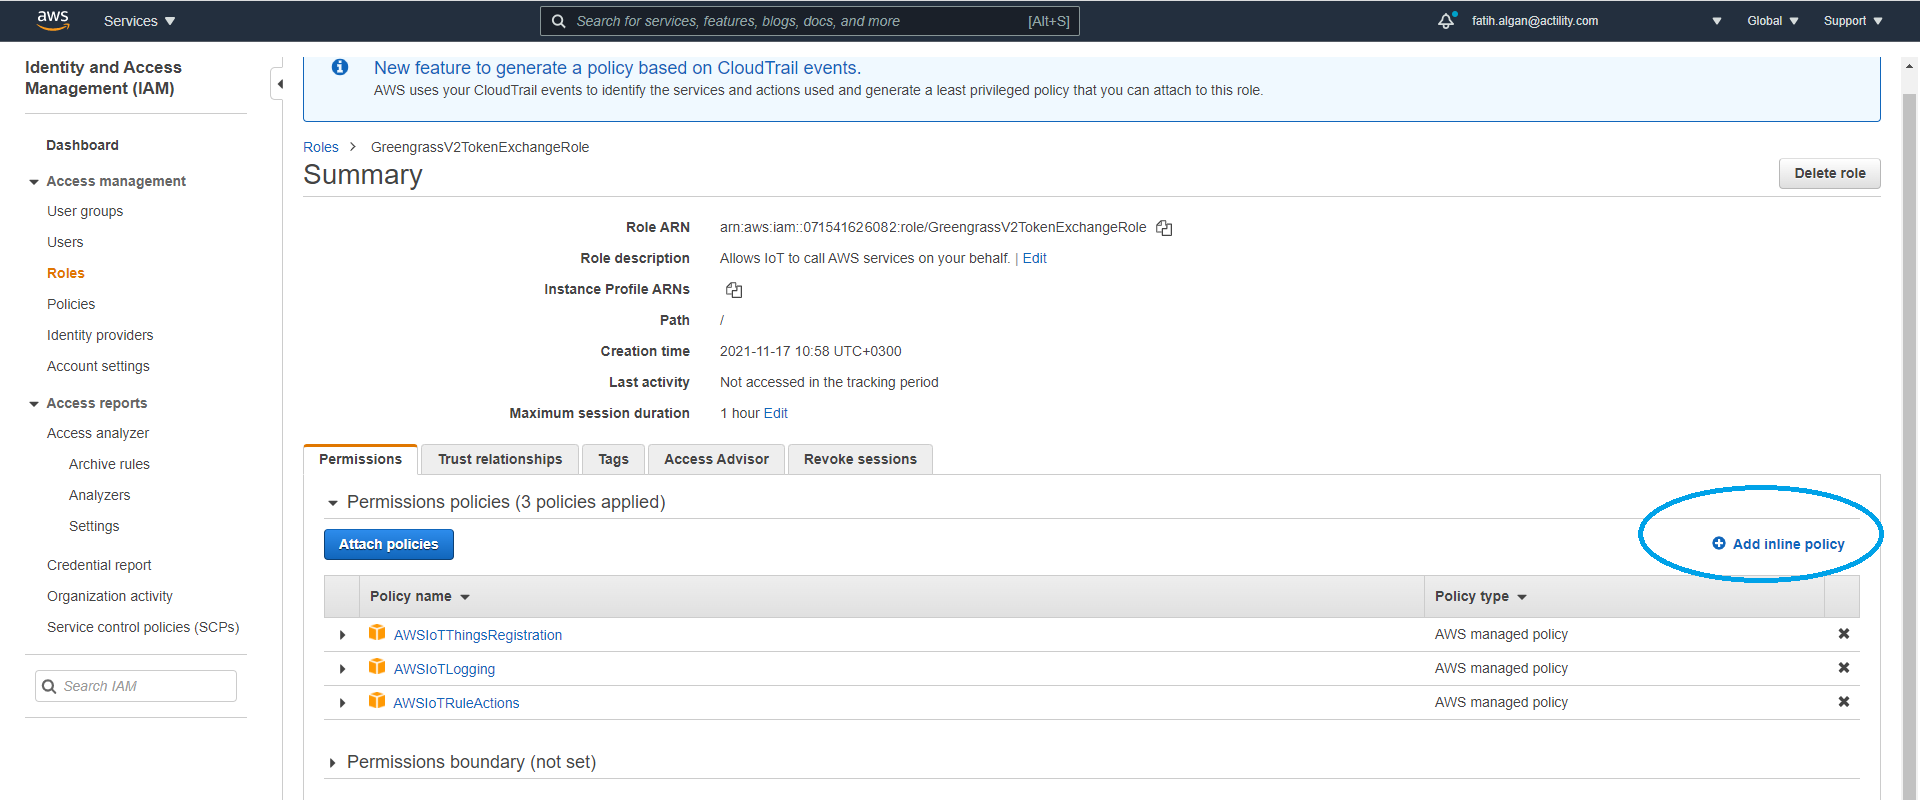 aws
Services
Search for services, features, blogs, docs, and more [Alt+S]
fatih.algan@actility.com
Global
Support
Identity and Access
Management (IAM)
Dashboard
Access management
User groups
Users
Roles
Policies
Identity providers
Account settings
Access reports
Access analyzer
Archive rules
Analyzers
Settings
Credential report
Organization activity
Service control policies (SCPs)
Search IAM
New feature to generate a policy based on CloudTrail events.
AWS uses your CloudTrail events to identify the services and actions used and generate a least privileged policy that you can attach to this role.
Roles > GreengrassV2TokenExchangeRole
Summary
Delete role
Role ARN arn:aws:iam::071541626082:role/GreengrassV2TokenExchangeRole
Role description Allows IoT to call AWS services on your behalf. | Edit
Instance Profile ARNs
Path /
Creation time 2021-11-17 10:58 UTC+0300
Last activity Not accessed in the tracking period
Maximum session duration 1 hour Edit
Permissions Trust relationships Tags Access Advisor Revoke sessions
Permissions policies (3 policies applied)
Attach policies
Add inline policy
Policy name Policy type
AWSIoTThingsRegistration AWS managed policy
AWSIoTLogging AWS managed policy
AWSIoTRuleActions AWS managed policy
Permissions boundary (not set)